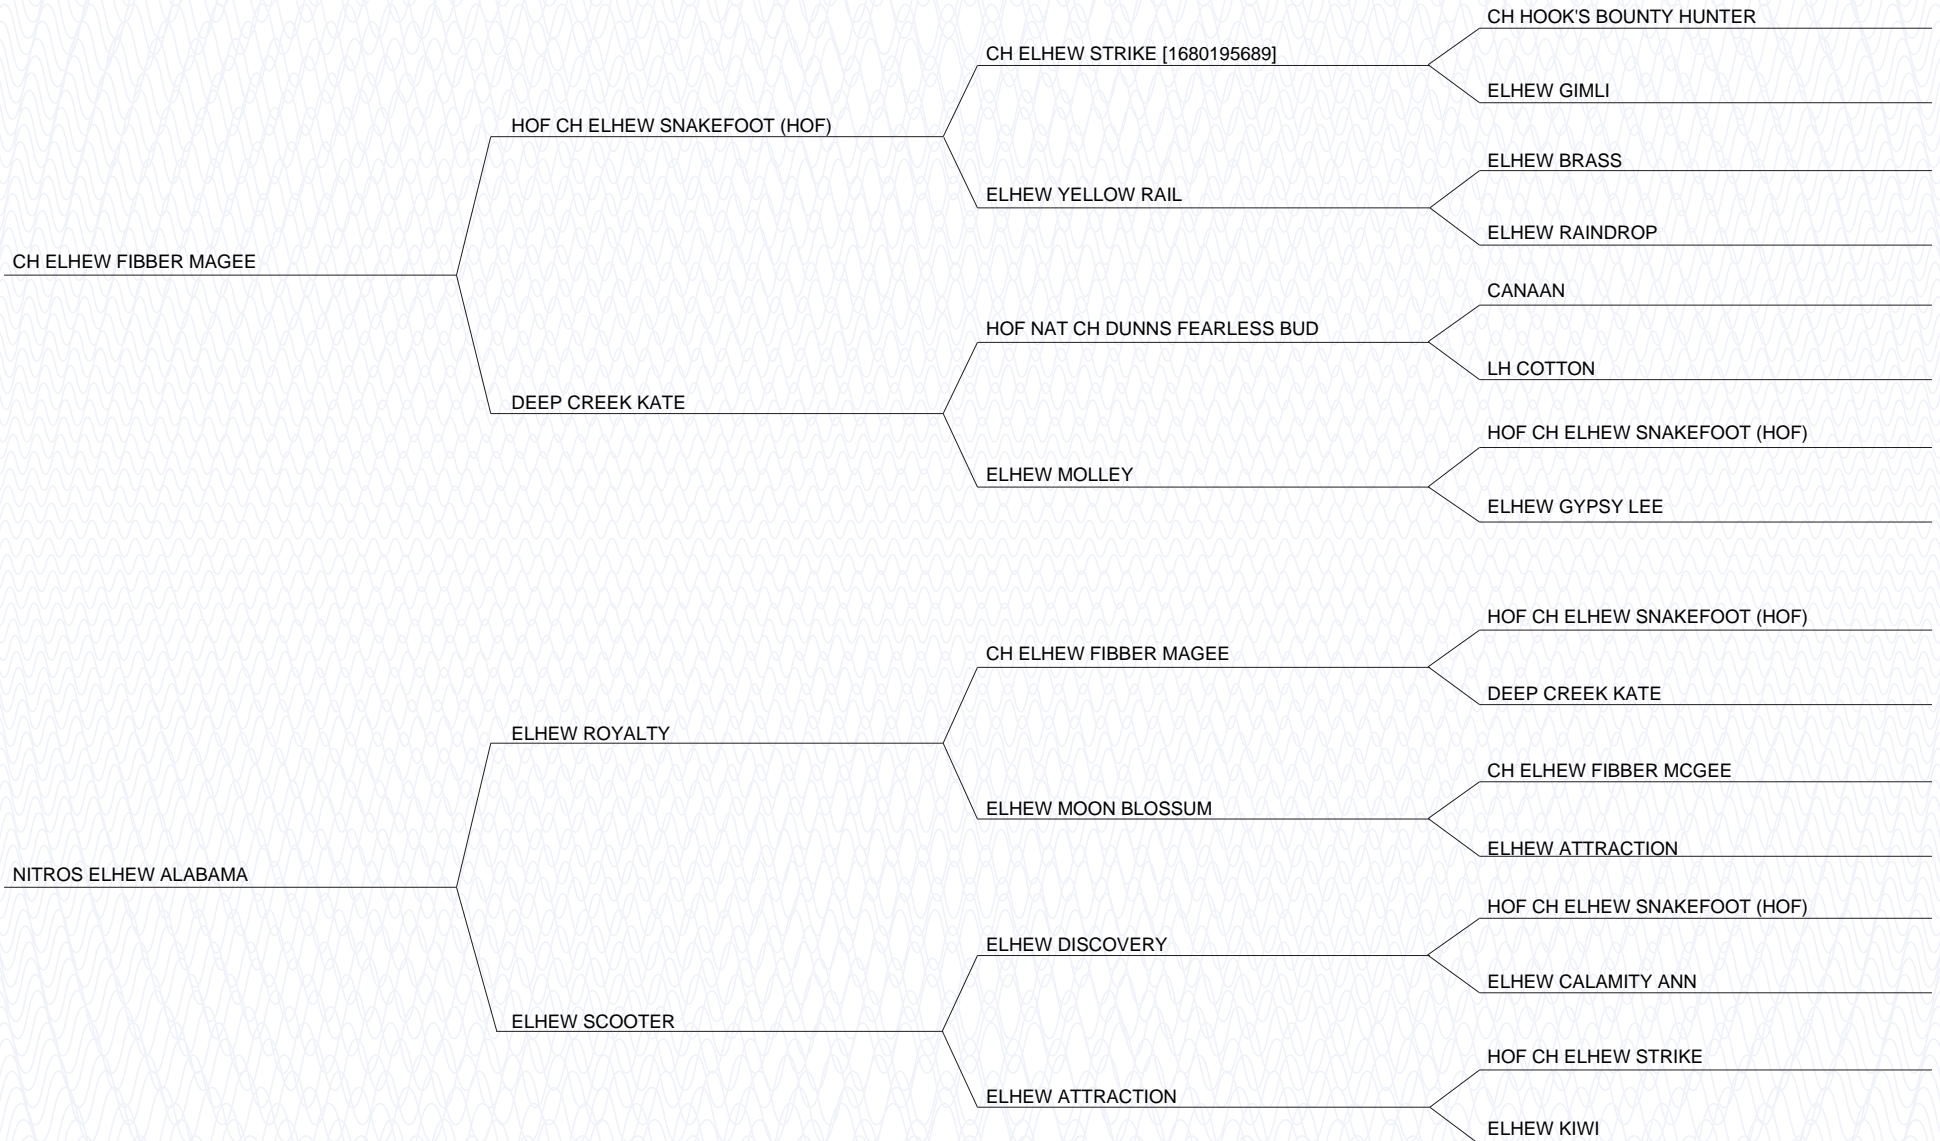 CH HOOK'S BOUNTY HUNTER
CH ELHEW STRIKE [1680195689]
ELHEW GIMLI
HOF CH ELHEW SNAKEFOOT (HOF)
ELHEW BRASS
ELHEW YELLOW RAIL
ELHEW RAINDROP
CH ELHEW FIBBER MAGEE
CANAAN
HOF NAT CH DUNNS FEARLESS BUD
LH COTTON
DEEP CREEK KATE
HOF CH ELHEW SNAKEFOOT (HOF)
ELHEW MOLLEY
ELHEW GYPSY LEE
HOF CH ELHEW SNAKEFOOT (HOF)
CH ELHEW FIBBER MAGEE
DEEP CREEK KATE
ELHEW ROYALTY
CH ELHEW FIBBER MCGEE
ELHEW MOON BLOSSUM
ELHEW ATTRACTION
NITROS ELHEW ALABAMA
HOF CH ELHEW SNAKEFOOT (HOF)
ELHEW DISCOVERY
ELHEW CALAMITY ANN
ELHEW SCOOTER
HOF CH ELHEW STRIKE
ELHEW ATTRACTION
ELHEW KIWI